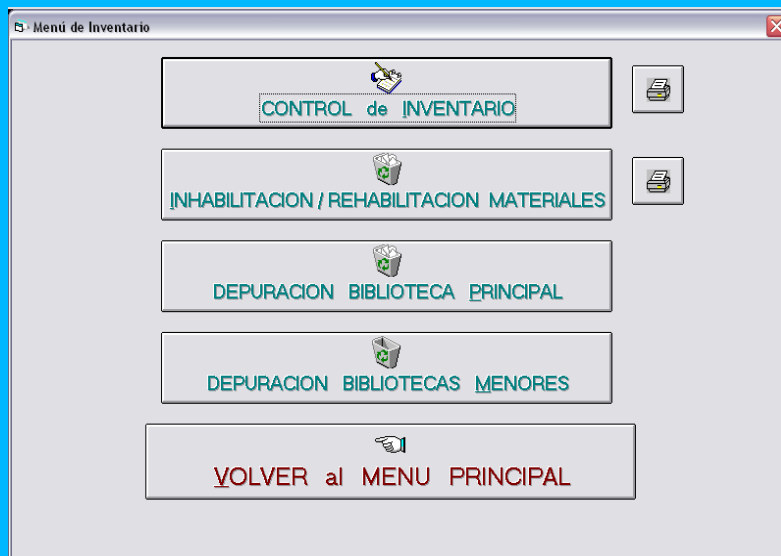 Menú de Inventario
CONTROL de INVENTARIO
INHABILITACION / REHABILITACION MATERIALES
DEPURACION BIBLIOTECA PRINCIPAL
DEPURACION BIBLIOTECAS MENORES
VOLVER al MENU PRINCIPAL